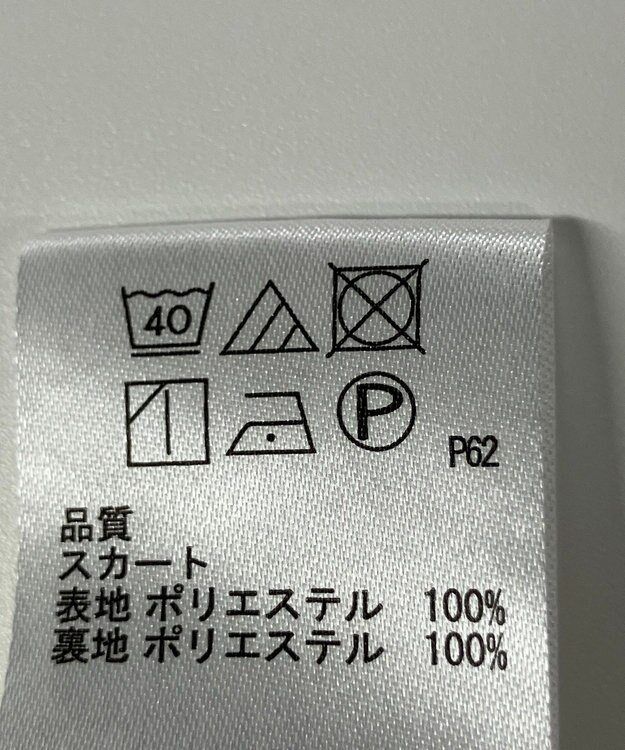 40
P P62
品質
スカート
表地 ポリエステル 100%
裏地 ポリエステル 100%